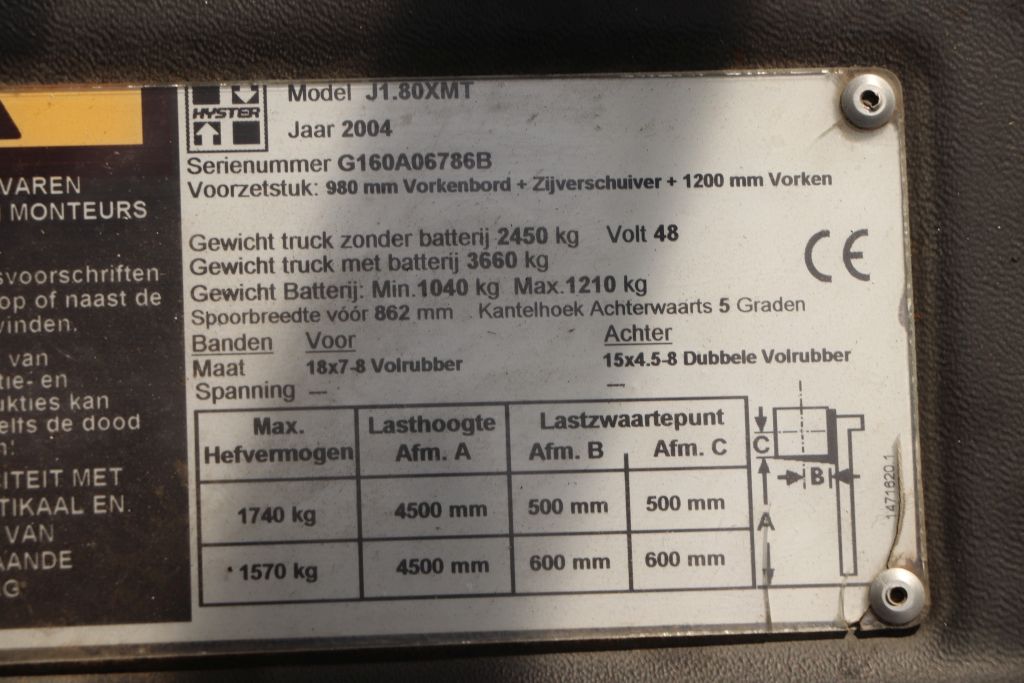 HYSTER
Model J1.80XMT
Jaar 2004
Serienummer G160A06786B
Voorzetstuk: 980 mm Vorkenbord + Zijverschuiver + 1200 mm Vorken
Gewicht truck zonder batterij 2450 kg Volt 48
Gewicht truck met batterij 3660 kg
Gewicht Batterij: Min.1040 kg Max.1210 kg
Spoorbreedte vóór 862 mm Kantelhoek Achterwaarts 5 Graden
Banden Voor Achter
Maat 18x7-8 Volrubber 15x4.5-8 Dubbele Volrubber
Spanning — —
CE
Max. Hefvermogen Lasthoogte Afm. A Lastzwaartepunt Afm. B Afm. C
1740 kg 4500 mm 500 mm 500 mm
1570 kg 4500 mm 600 mm 600 mm
C
B
A
14716201
VAREN
MONTEURS
svoorschriften
op of naast de
vinden.
van
tie- en
ukties kan
elfs de dood
n:
CITEIT MET
TIKAAL EN.
VAN
AANDE
G